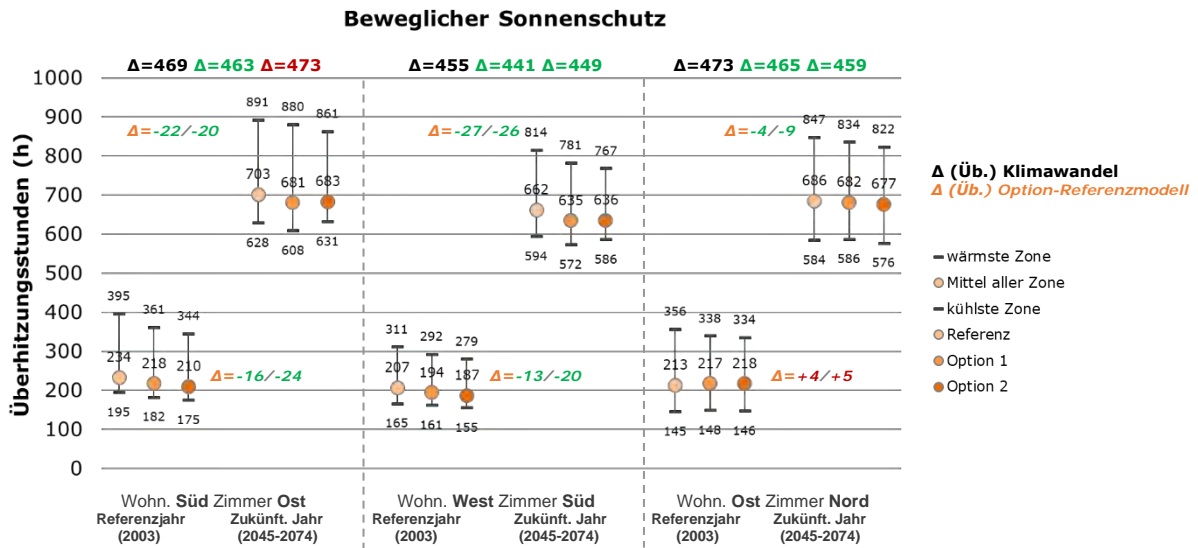 Beweglicher Sonnenschutz
Δ=469 Δ=463 Δ=473
Δ=455 Δ=441 Δ=449
Δ=473 Δ=465 Δ=459
Überhitzungsstunden (h)
1000
900
800
700
600
500
400
300
200
100
0
891
880
861
Δ=-22/-20
703
681
683
628
608
631
395
361
344
234
218
210
Δ=-16/-24
195
182
175
814
781
767
Δ=-27/-26
662
635
636
594
572
586
311
292
279
207
194
187
Δ=-13/-20
165
161
155
847
834
822
Δ=-4/-9
686
682
677
584
586
576
356
338
334
213
217
218
Δ=+4/+5
145
148
146
Wohn. Süd Zimmer Ost
Referenzjahr
(2003)
Zukünft. Jahr
(2045-2074)
Wohn. West Zimmer Süd
Referenzjahr
(2003)
Zukünft. Jahr
(2045-2074)
Wohn. Ost Zimmer Nord
Referenzjahr
(2003)
Zukünft. Jahr
(2045-2074)
Δ (Üb.) Klimawandel
Δ (Üb.) Option-Referenzmodell
wärmste Zone
Mittel aller Zone
kühlste Zone
Referenz
Option 1
Option 2